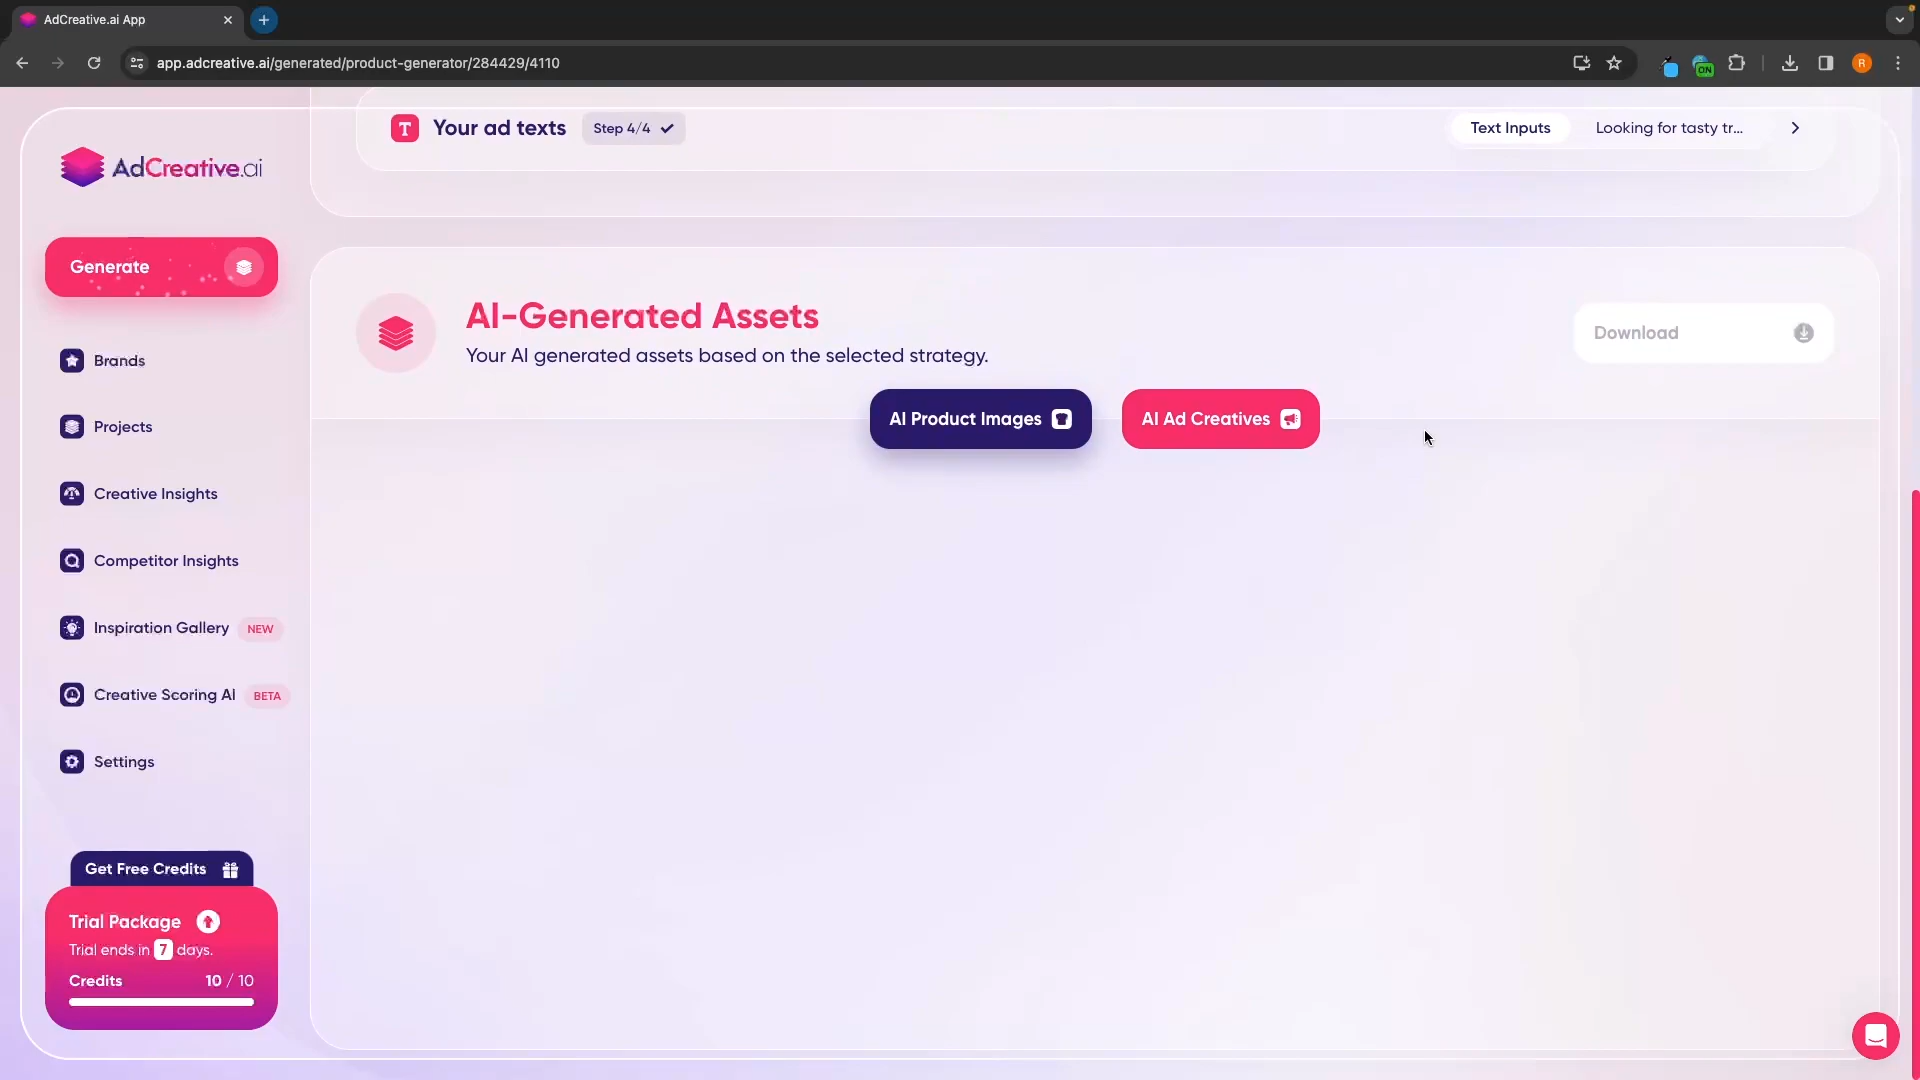 AdCreative.ai App
app.adcreative.ai/generated/product-generator/284429/4110
ON
R
AdCreative.ai
Generate
Brands
Projects
Creative Insights
Competitor Insights
Inspiration Gallery NEW
Creative Scoring AI BETA
Settings
Get Free Credits
Trial Package
Trial ends in 7 days.
Credits 10 / 10
T Your ad texts Step 4/4
Text Inputs Looking for tasty tr...
AI-Generated Assets
Your AI generated assets based on the selected strategy.
Download
AI Product Images
AI Ad Creatives